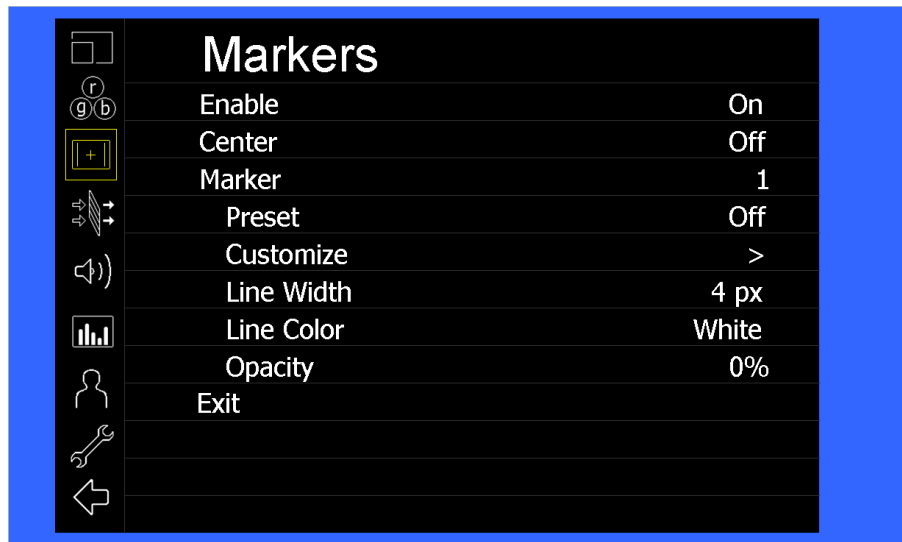 Markers
r
g b
Enable On
Center Off
Marker 1
Preset Off
Customize >
Line Width 4 px
Line Color White
Opacity 0%
Exit